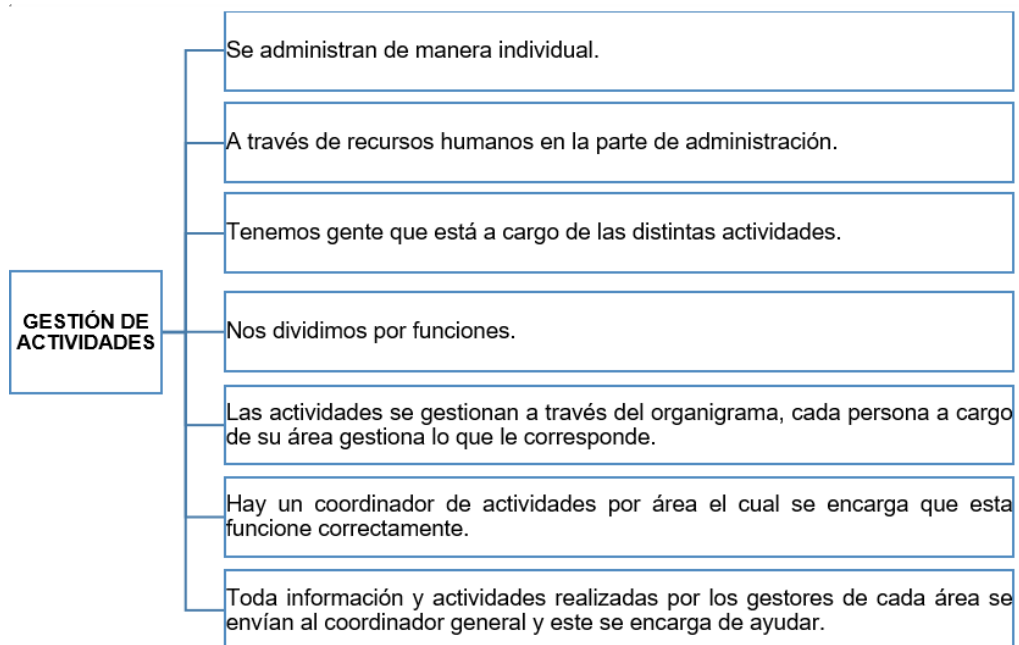 Se administran de manera individual.
A través de recursos humanos en la parte de administración.
Tenemos gente que está a cargo de las distintas actividades.
GESTIÓN DE
ACTIVIDADES
Nos dividimos por funciones.
Las actividades se gestionan a través del organigrama, cada persona a cargo
de su área gestiona lo que le corresponde.
Hay un coordinador de actividades por área el cual se encarga que esta
funcione correctamente.
Toda información y actividades realizadas por los gestores de cada área se
envían al coordinador general y este se encarga de ayudar.